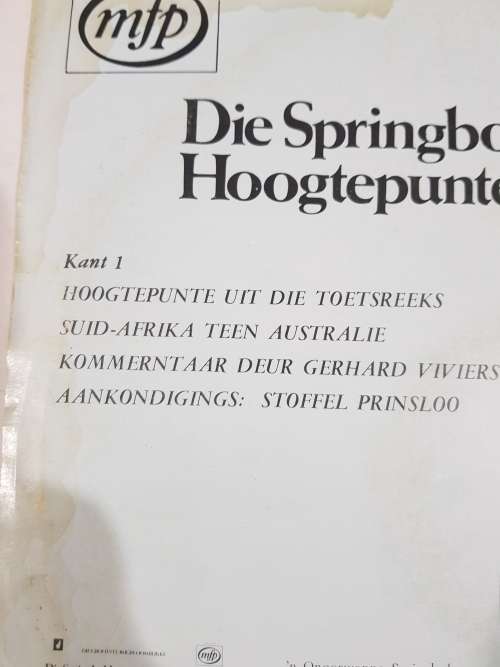 mfp
Die Springbo
Hoogtepunte
Kant 1
HOOGTEPUNTE UIT DIE TOETSREEKS
SUID-AFRIKA TEEN AUSTRALIE
KOMMERNTAAR DEUR GERHARD VIVIERS
AANKONDIGINGS: STOFFEL PRINSLOO
mfp